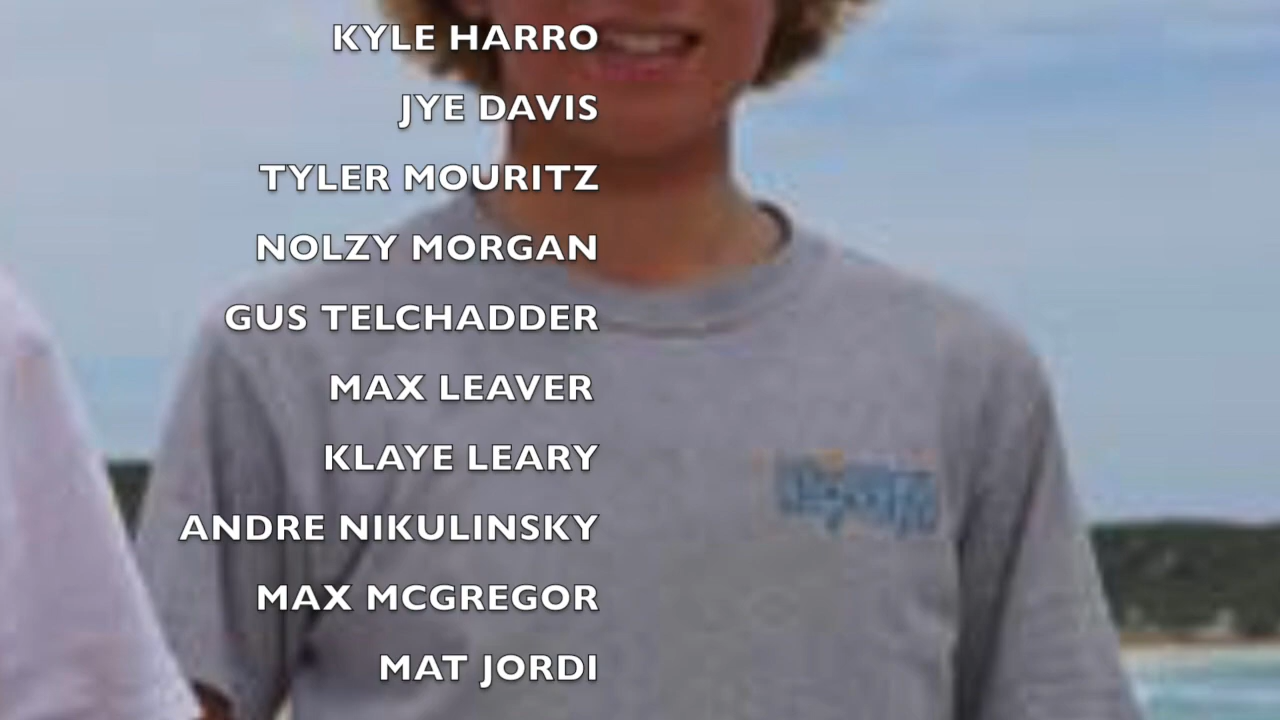 KYLE HARRO
JYE DAVIS
TYLER MOURITZ
NOLZY MORGAN
GUS TELCHADDER
MAX LEAVER
KLAYE LEARY
ANDRE NIKULINSKY
MAX MCGREGOR
MAT JORDI